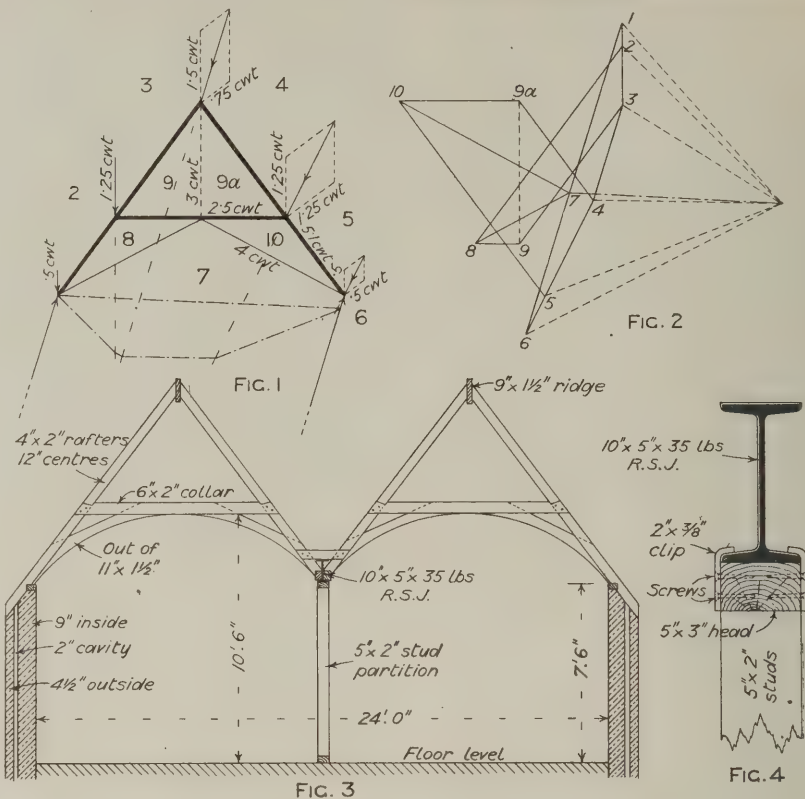 3
1·5 cwt
·75 cwt
4
1·25 cwt
2
9
3 cwt
9a
1·25 cwt
2·5 cwt
1·25 cwt
5
8
10
1·5 cwt
·5 cwt
4 cwt
·5
·5 cwt
7
6
FIG. 1
1
2
10
9a
3
7
4
8
9
5
6
FIG. 2
9"x 1½" ridge
4"x 2" rafters
12" centres
6"x 2" collar
Out of
11"x 1½"
10"x 5"x 35 lbs
R.S.J.
9" inside
2" cavity
4½" outside
10'.6"
5"x 2" stud
partition
7'.6"
24'.0"
Floor level
FIG. 3
10"x 5"x 35 lbs
R.S.J.
2"x ⅜"
clip
Screws
5"x 3" head
5"x 2"
studs
FIG. 4